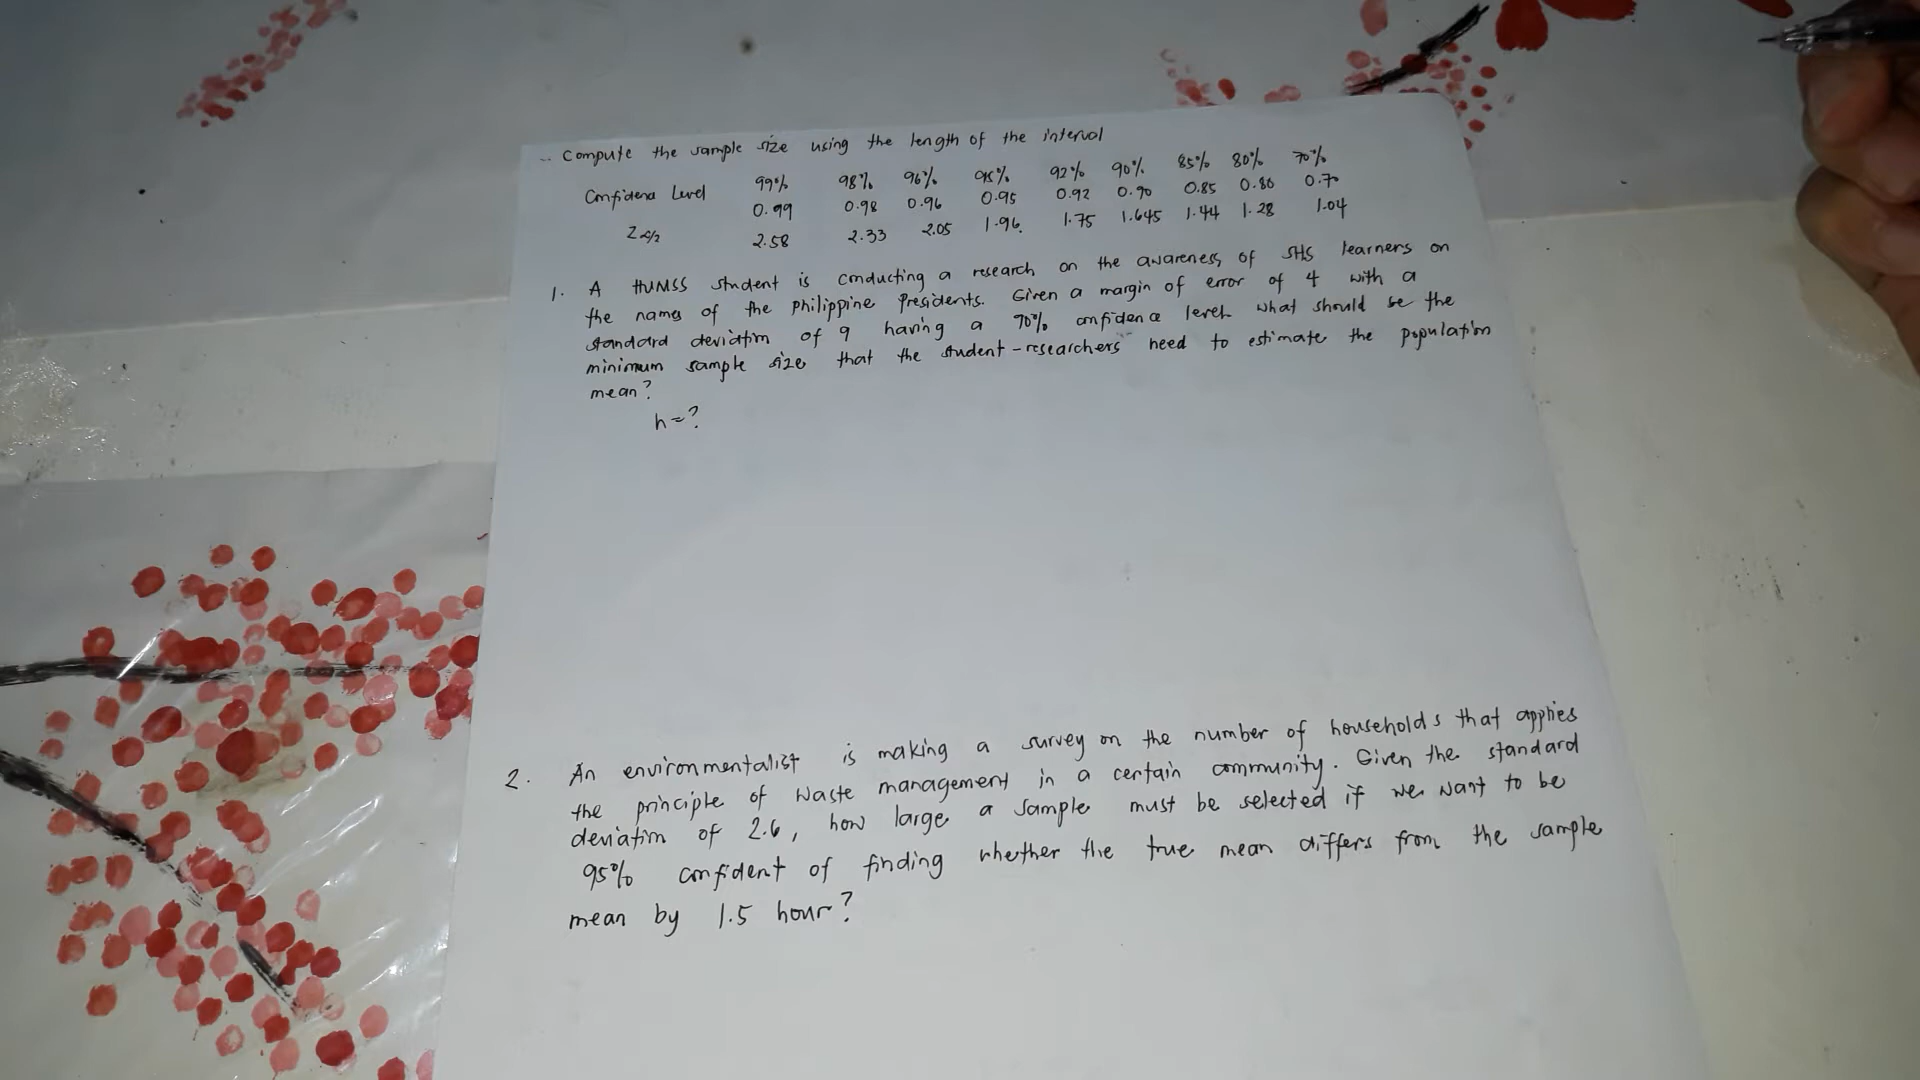 Compute the sample size using the length of the interval
Confidence Level 99% 98% 96% 95% 92% 90% 85% 80% 70%
0.99 0.98 0.96 0.95 0.92 0.90 0.85 0.80 0.70
Zα/2 2.58 2.33 2.05 1.96 1.75 1.645 1.44 1.28 1.04
1. A HUMSS student is conducting a research on the awareness of SHS learners on
the names of the Philippine Presidents. Given a margin of error of 4 with a
standard deviation of 9 having a 90% confidence level what should be the
minimum sample size that the student-researchers need to estimate the population
mean?
n=?
2. An environmentalist is making a survey on the number of households that applies
the principle of waste management in a certain community. Given the standard
deviation of 2.6, how large a sample must be selected if we want to be
95% confident of finding whether the true mean differs from the sample
mean by 1.5 hour?